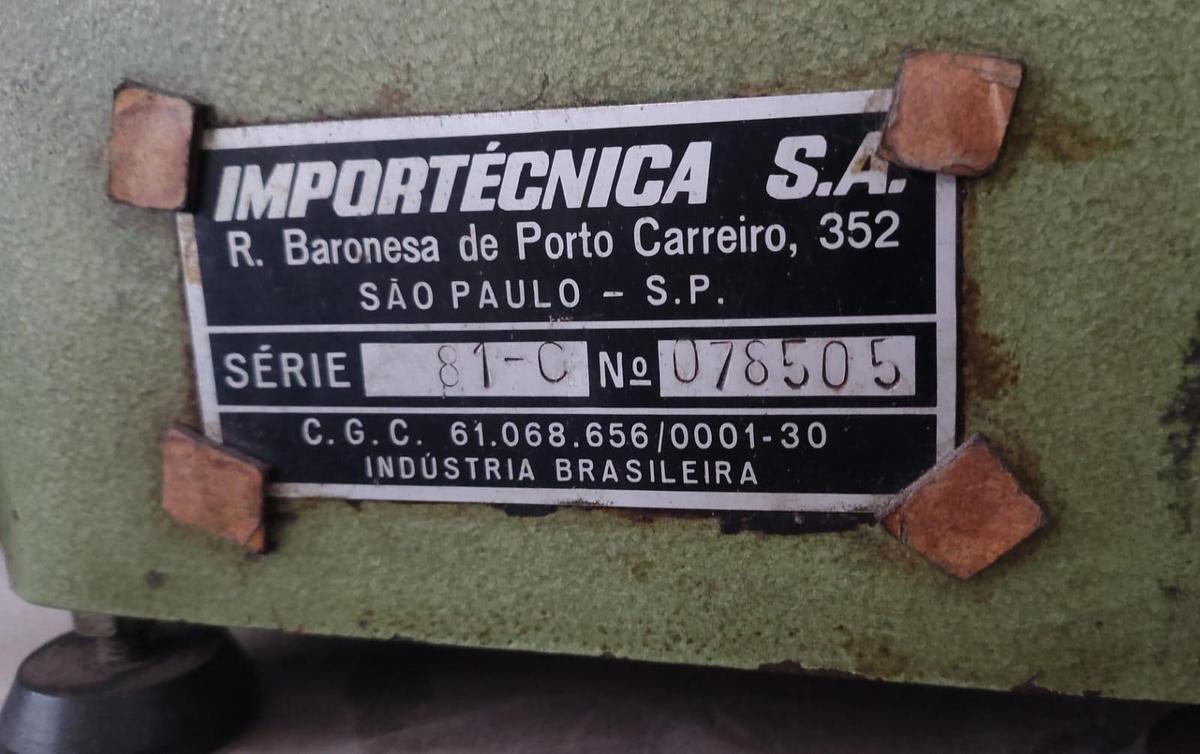 IMPORTÉCNICA S.A.
R. Baronesa de Porto Carreiro, 352
SÃO PAULO – S.P.
SÉRIE 81-C Nº 078505
C.G.C. 61.068.656/0001-30
INDÚSTRIA BRASILEIRA